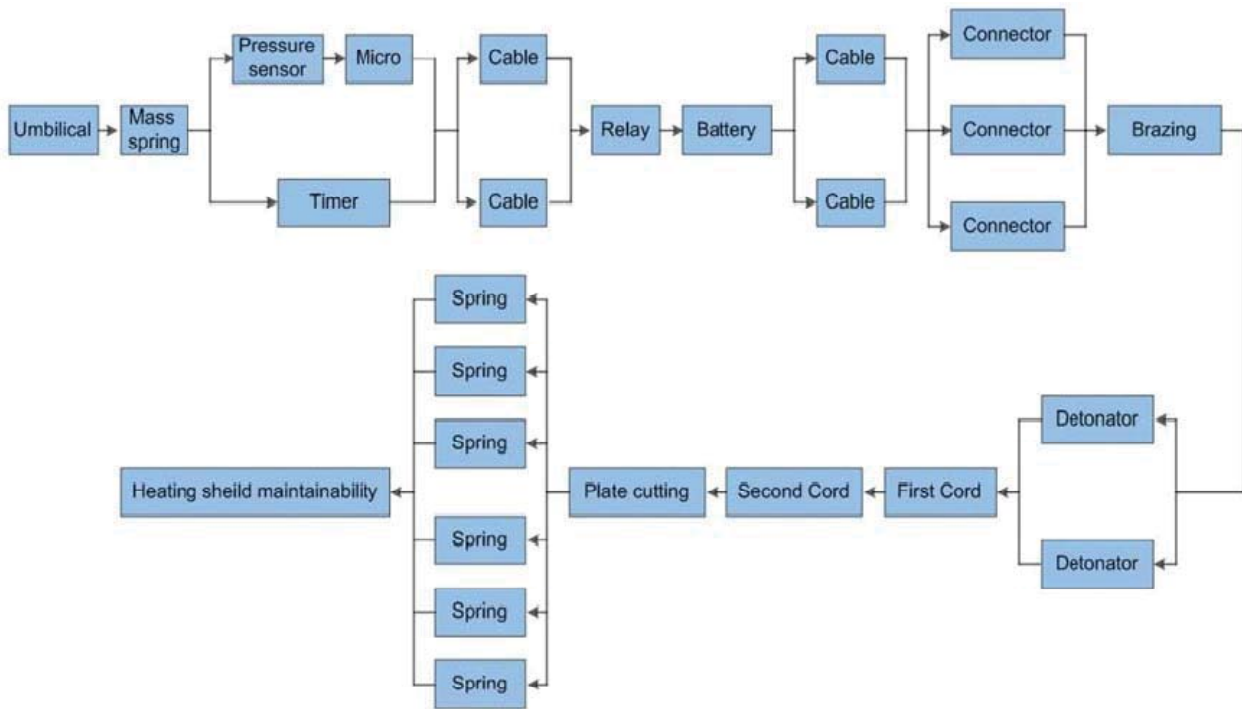 Umbilical
Mass
spring
Pressure
sensor
Micro
Timer
Cable
Cable
Relay
Battery
Cable
Cable
Connector
Connector
Connector
Brazing
Detonator
Detonator
First Cord
Second Cord
Plate cutting
Spring
Spring
Spring
Spring
Spring
Spring
Heating sheild maintainability